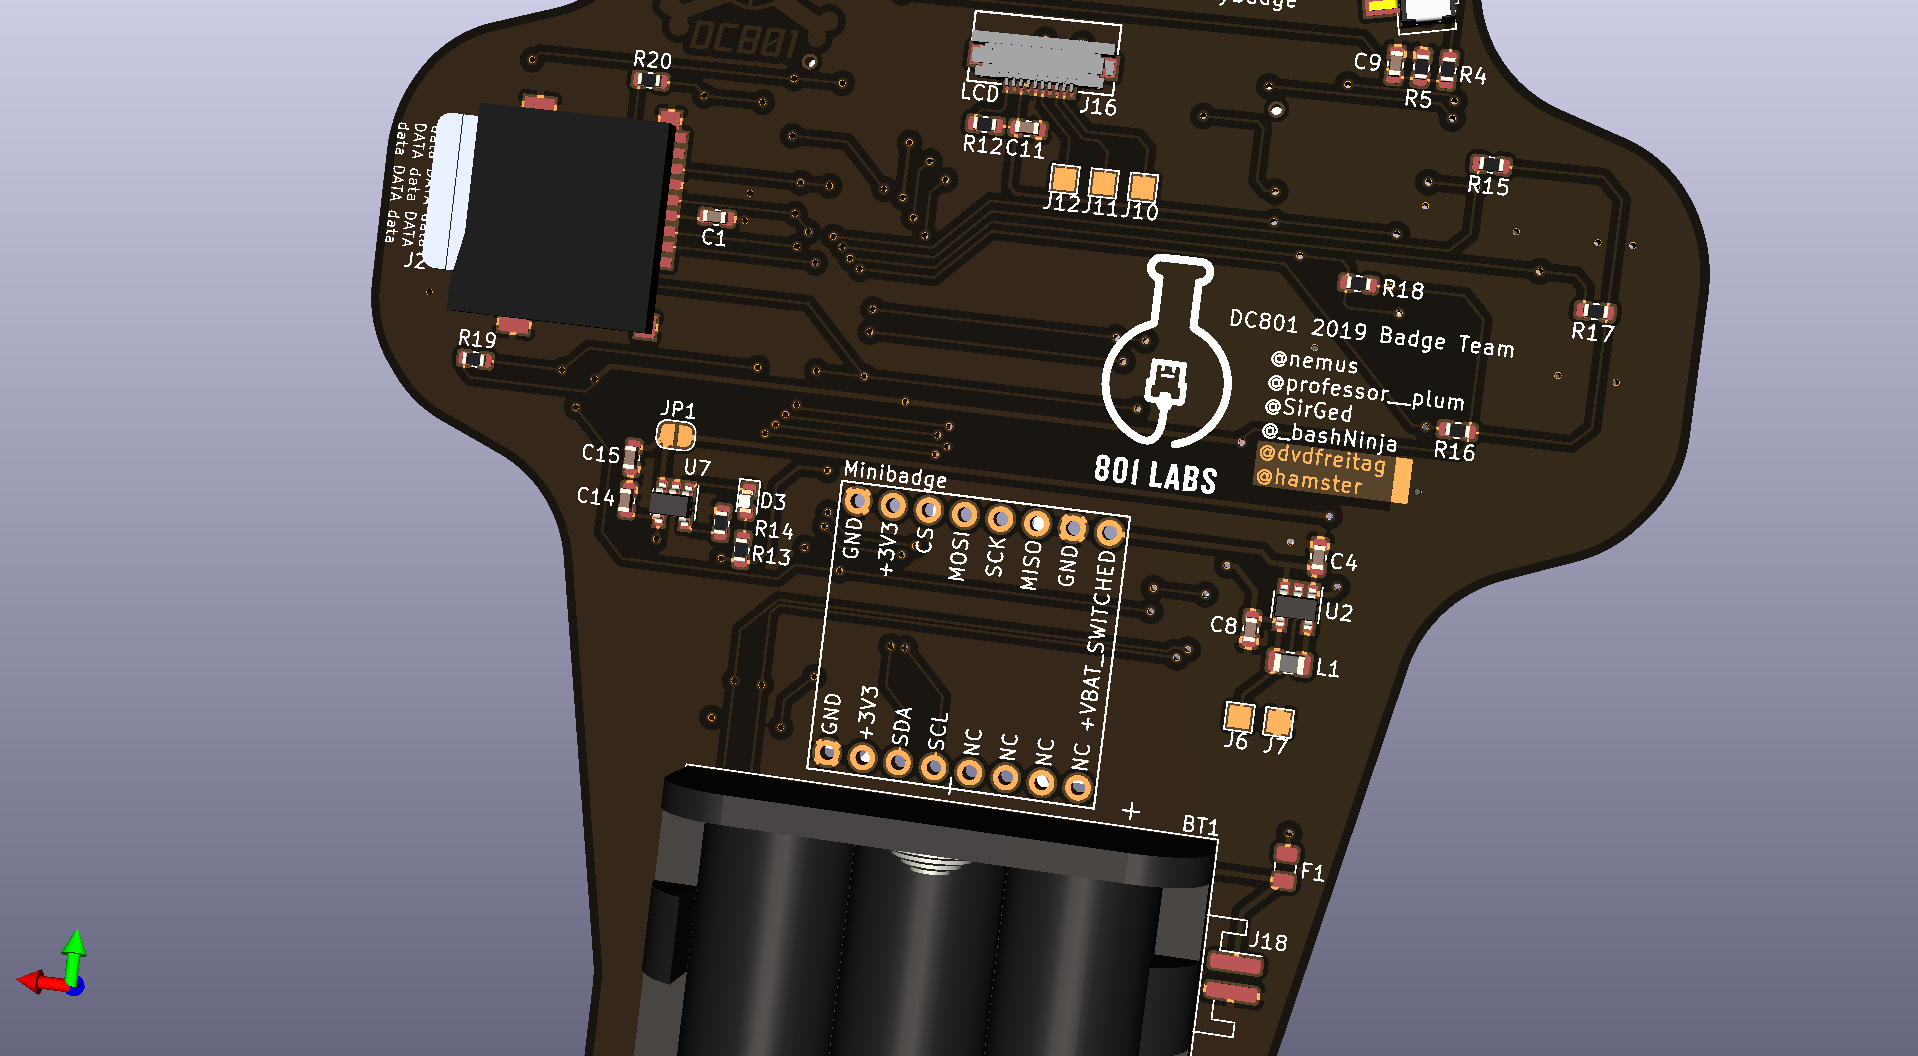 DC801
R20
LCD
J16
C9
R5
R4
R12
C11
R15
J12
J11
J10
data DATA data
DATA data DATA
data DATA data
J2
C1
R18
R17
R19
DC801 2019 Badge Team
@nemus
@professor_plum
@SirGed
@_bashNinja
@dvdfreitag
@hamster
R16
801 LABS
JP1
C15
U7
C14
D3
R14
R13
Minibadge
GND
+3V3
CS
MOSI
SCK
MISO
GND
+VBAT_SWITCHED
C4
U2
C8
L1
J6
J7
GND
+3V3
SDA
SCL
NC
NC
NC
NC
+
BT1
F1
J18